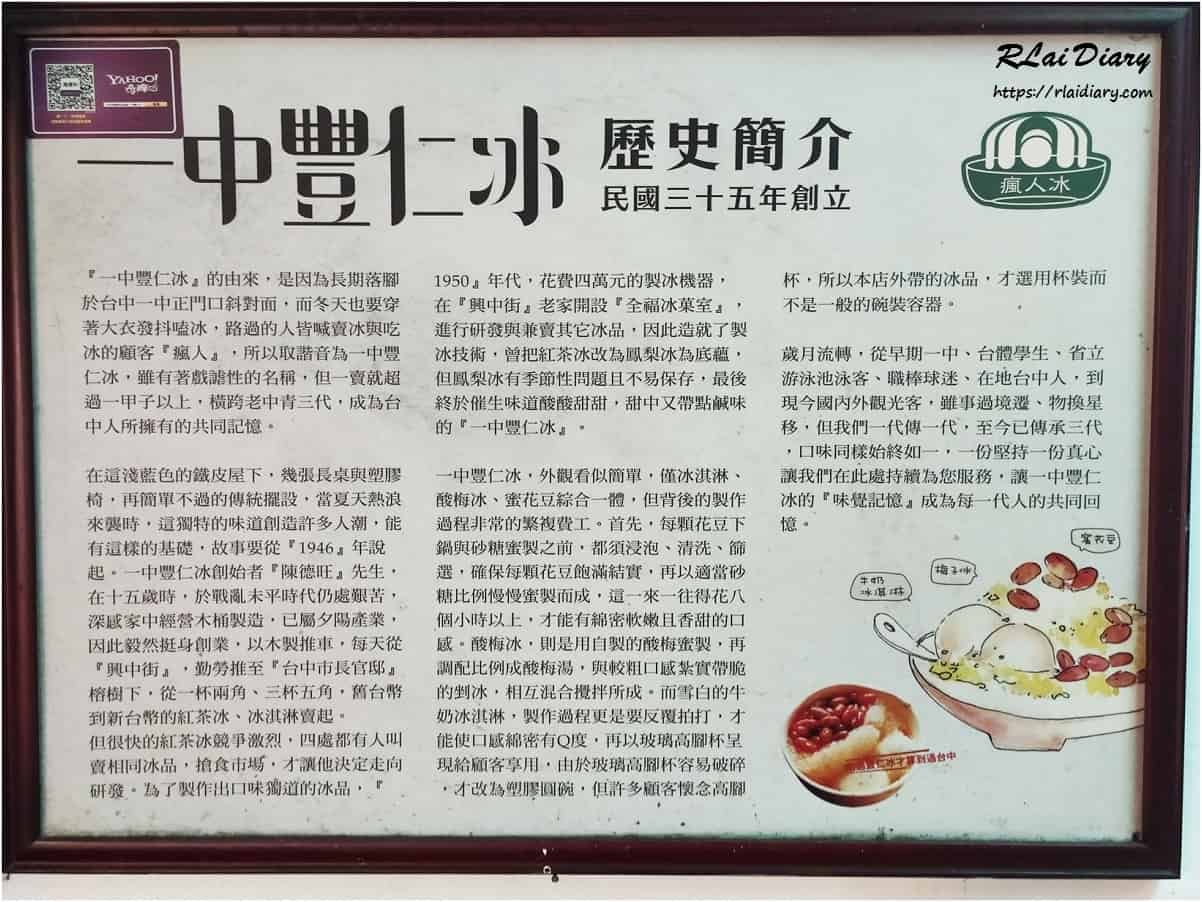 RLai Diary
https://rlaidiary.com
YAHOO!
奇摩
一中豐仁冰
歷史簡介
民國三十五年創立
瘋人冰
『一中豐仁冰』的由來，是因為長期落腳
於台中一中正門口斜對面，而冬天也要穿
著大衣發抖嗑冰，路過的人皆喊賣冰與吃
冰的顧客『瘋人』，所以取諧音為一中豐
仁冰，雖有著戲謔性的名稱，但一賣就超
過一甲子以上，橫跨老中青三代，成為台
中人所擁有的共同記憶。
在這淺藍色的鐵皮屋下，幾張長桌與塑膠
椅，再簡單不過的傳統擺設，當夏天熱浪
來襲時，這獨特的味道創造許多人潮，能
有這樣的基礎，故事要從『1946』年說
起。一中豐仁冰創始者『陳德旺』先生，
在十五歲時，於戰亂未平時代仍處艱苦，
深感家中經營木桶製造，已屬夕陽產業，
因此毅然挺身創業，以木製推車，每天從
『興中街』，勤勞推至『台中市長官邸』
榕樹下，從一杯兩角、三杯五角，舊台幣
到新台幣的紅茶冰、冰淇淋賣起。
但很快的紅茶冰競爭激烈，四處都有人叫
賣相同冰品，搶食市場，才讓他決定走向
研發。為了製作出口味獨道的冰品，『
1950』年代，花費四萬元的製冰機器，
在『興中街』老家開設『全福冰菓室』，
進行研發與兼賣其它冰品，因此造就了製
冰技術，曾把紅茶冰改為鳳梨冰為底蘊，
但鳳梨冰有季節性問題且不易保存，最後
終於催生味道酸酸甜甜，甜中又帶點鹹味
的『一中豐仁冰』。
一中豐仁冰，外觀看似簡單，僅冰淇淋、
酸梅冰、蜜花豆綜合一體，但背後的製作
過程非常的繁複費工。首先，每顆花豆下
鍋與砂糖蜜製之前，都須浸泡、清洗、篩
選，確保每顆花豆飽滿結實，再以適當砂
糖比例慢慢蜜製而成，這一來一往得花八
個小時以上，才能有綿密軟嫩且香甜的口
感。酸梅冰，則是用自製的酸梅蜜製，再
調配比例成酸梅湯，與較粗口感紮實帶脆
的剉冰，相互混合攪拌所成。而雪白的牛
奶冰淇淋，製作過程更是要反覆拍打，才
能使口感綿密有Q度，再以玻璃高腳杯呈
現給顧客享用，由於玻璃高腳杯容易破碎
，才改為塑膠圓碗，但許多顧客懷念高腳
杯，所以本店外帶的冰品，才選用杯裝而
不是一般的碗裝容器。
歲月流轉，從早期一中、台體學生、省立
游泳池泳客、職棒球迷、在地台中人，到
現今國內外觀光客，雖事過境遷、物換星
移，但我們一代傳一代，至今已傳承三代
，口味同樣始終如一，一份堅持一份真心
讓我們在此處持續為您服務，讓一中豐仁
冰的『味覺記憶』成為每一代人的共同回
憶。
蜜花豆
梅子冰
牛奶
冰淇淋
豐仁冰才算到過台中